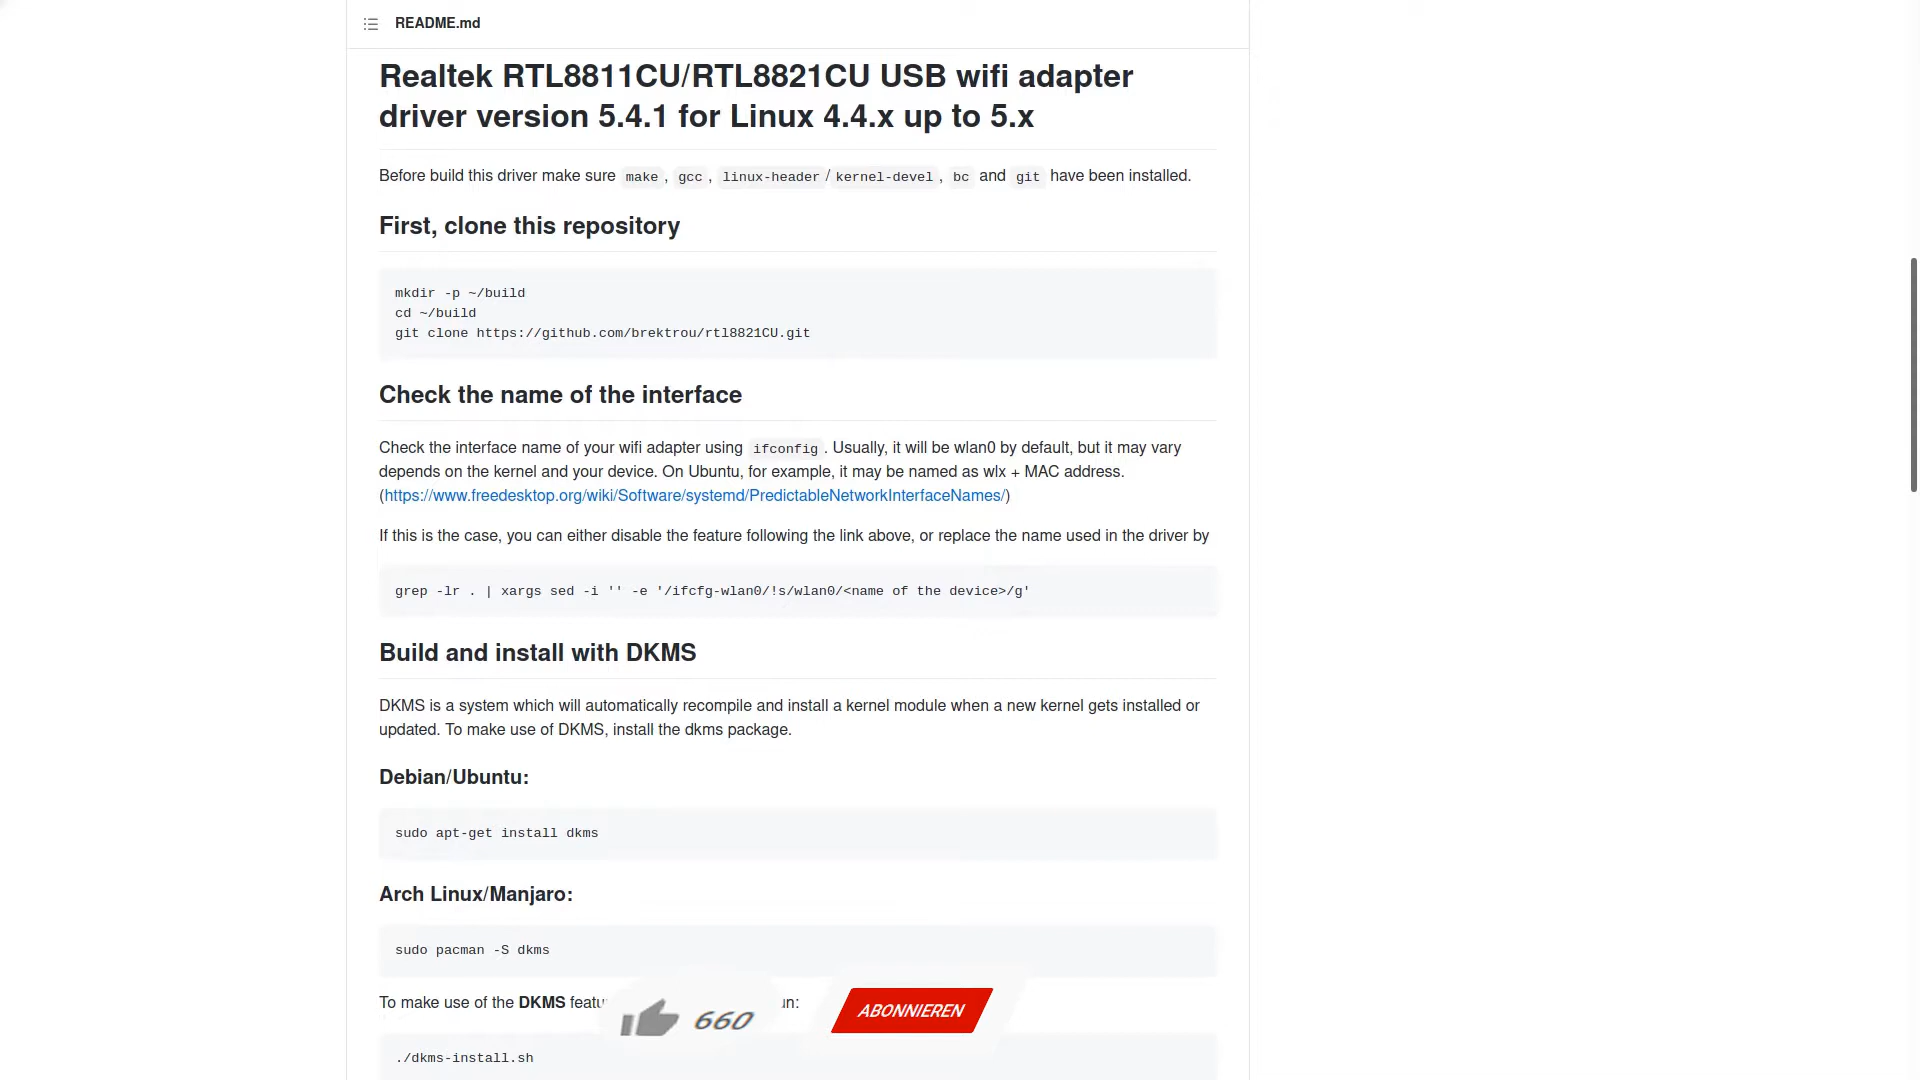 README.md
Realtek RTL8811CU/RTL8821CU USB wifi adapter
driver version 5.4.1 for Linux 4.4.x up to 5.x
Before build this driver make sure make, gcc, linux-header/kernel-devel, bc and git have been installed.
First, clone this repository
mkdir -p ~/build
cd ~/build
git clone https://github.com/brektrou/rtl8821CU.git
Check the name of the interface
Check the interface name of your wifi adapter using ifconfig. Usually, it will be wlan0 by default, but it may vary
depends on the kernel and your device. On Ubuntu, for example, it may be named as wlx + MAC address.
(https://www.freedesktop.org/wiki/Software/systemd/PredictableNetworkInterfaceNames/)
If this is the case, you can either disable the feature following the link above, or replace the name used in the driver by
grep -lr . | xargs sed -i '' -e '/ifcfg-wlan0/!s/wlan0/<name of the device>/g'
Build and install with DKMS
DKMS is a system which will automatically recompile and install a kernel module when a new kernel gets installed or
updated. To make use of DKMS, install the dkms package.
Debian/Ubuntu:
sudo apt-get install dkms
Arch Linux/Manjaro:
sudo pacman -S dkms
To make use of the DKMS
660
ABONNIEREN
./dkms-install.sh